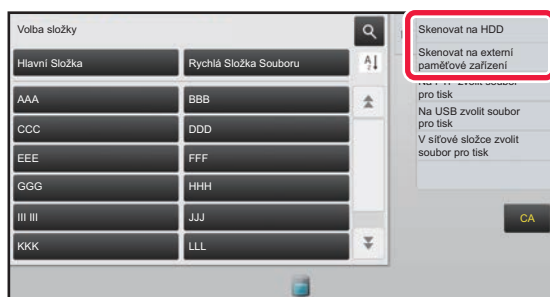 Volba složky
Hlavní Složka
Rychlá Složka Souboru
AAA
BBB
CCC
DDD
EEE
FFF
GGG
HHH
III III
JJJ
KKK
LLL
Skenovat na HDD
Skenovat na externí
paměťové zařízení
zvolit soubor
pro tisk
Na USB zvolit soubor
pro tisk
V síťové složce zvolit
soubor pro tisk
CA